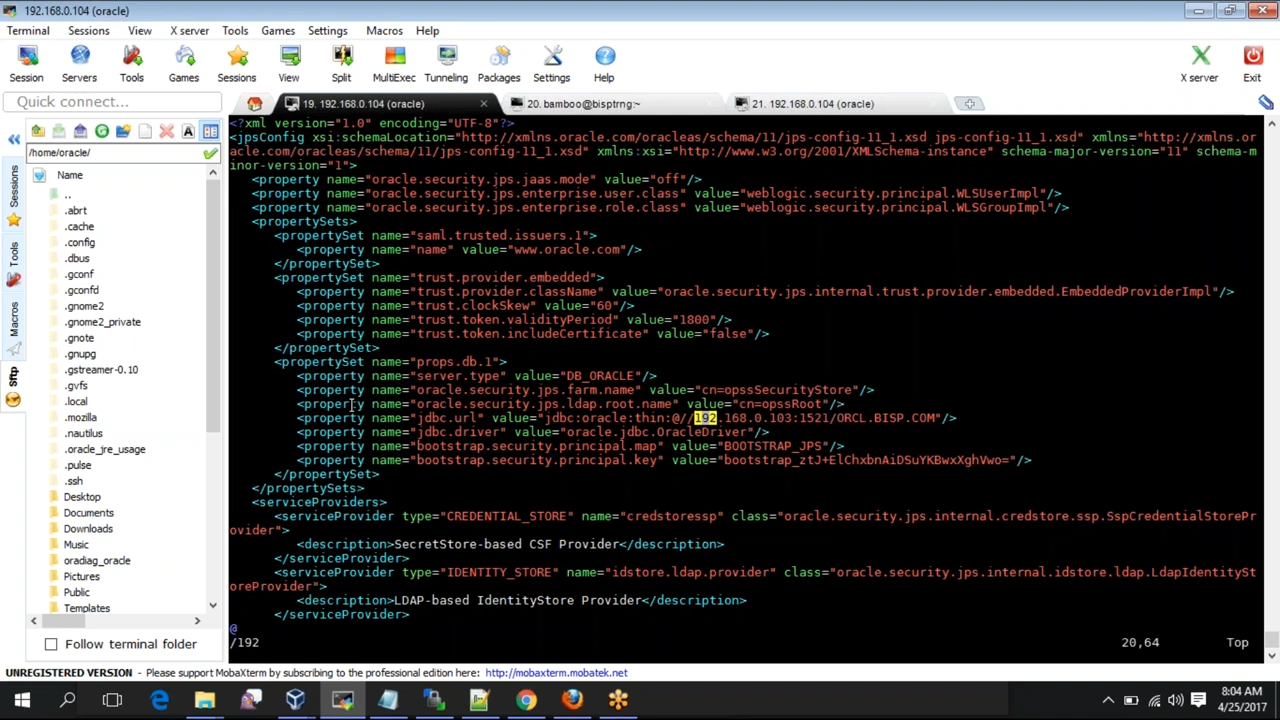 192.168.0.104 (oracle)
Terminal Sessions View X server Tools Games Settings Macros Help
Session Servers Tools Games Sessions View Split MultiExec Tunneling Packages Settings Help X server Exit
Quick connect...
19. 192.168.0.104 (oracle)
20. bamboo@bisptrng:~
21. 192.168.0.104 (oracle)
/home/oracle/
Name
..
.abrt
.cache
.config
.dbus
.gconf
.gconfd
.gnome2
.gnome2_private
.gnote
.gnupg
.gstreamer-0.10
.gvfs
.local
.mozilla
.nautilus
.oracle_jre_usage
.pulse
.ssh
Desktop
Documents
Downloads
Music
oradiag_oracle
Pictures
Public
Templates
Follow terminal folder
Sessions
Tools
Macros
Sftp
<?xml version="1.0" encoding="UTF-8"?>
<jpsConfig xsi:schemaLocation="http://xmlns.oracle.com/oracleas/schema/11/jps-config-11_1.xsd jps-config-11_1.xsd" xmlns="http://xmlns.or
acle.com/oracleas/schema/11/jps-config-11_1.xsd" xmlns:xsi="http://www.w3.org/2001/XMLSchema-instance" schema-major-version="11" schema-m
inor-version="1">
<property name="oracle.security.jps.jaas.mode" value="off"/>
<property name="oracle.security.jps.enterprise.user.class" value="weblogic.security.principal.WLSUserImpl"/>
<property name="oracle.security.jps.enterprise.role.class" value="weblogic.security.principal.WLSGroupImpl"/>
<propertySets>
<propertySet name="saml.trusted.issuers.1">
<property name="name" value="www.oracle.com"/>
</propertySet>
<propertySet name="trust.provider.embedded">
<property name="trust.provider.className" value="oracle.security.jps.internal.trust.provider.embedded.EmbeddedProviderImpl"/>
<property name="trust.clockSkew" value="60"/>
<property name="trust.token.validityPeriod" value="1800"/>
<property name="trust.token.includeCertificate" value="false"/>
</propertySet>
<propertySet name="props.db.1">
<property name="server.type" value="DB_ORACLE"/>
<property name="oracle.security.jps.farm.name" value="cn=opssSecurityStore"/>
<property name="oracle.security.jps.ldap.root.name" value="cn=opssRoot"/>
<property name="jdbc.url" value="jdbc:oracle:thin:@//192.168.0.103:1521/ORCL.BISP.COM"/>
<property name="jdbc.driver" value="oracle.jdbc.OracleDriver"/>
<property name="bootstrap.security.principal.map" value="BOOTSTRAP_JPS"/>
<property name="bootstrap.security.principal.key" value="bootstrap_ztJ+ElChxbnAiDSuYKBwxXghVwo="/>
</propertySet>
</propertySets>
<serviceProviders>
<serviceProvider type="CREDENTIAL_STORE" name="credstoressp" class="oracle.security.jps.internal.credstore.ssp.SspCredentialStorePr
ovider">
<description>SecretStore-based CSF Provider</description>
</serviceProvider>
<serviceProvider type="IDENTITY_STORE" name="idstore.ldap.provider" class="oracle.security.jps.internal.idstore.ldap.LdapIdentitySt
oreProvider">
<description>LDAP-based IdentityStore Provider</description>
</serviceProvider>
@
/192 20,64 Top
UNREGISTERED VERSION - Please support MobaXterm by subscribing to the professional edition here: http://mobaxterm.mobatek.net
8:04 AM
4/25/2017